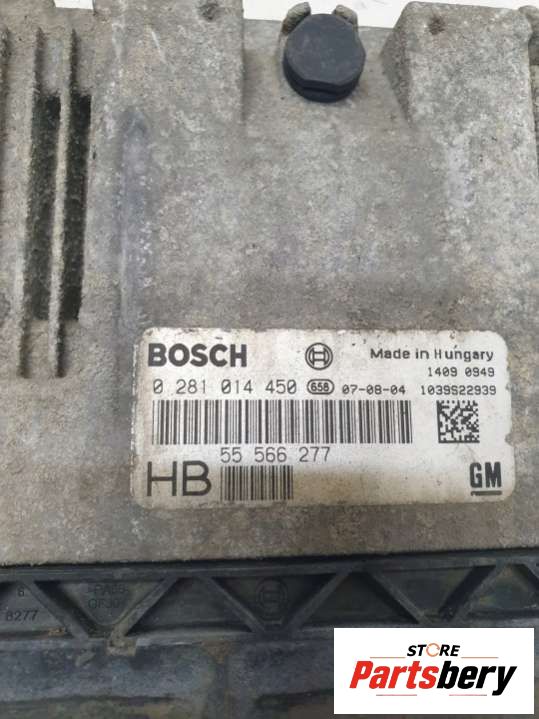 BOSCH Made in Hungary
1409 0949
0 281 014 450 658 07-08-04 1039S22939
55 566 277
HB GM
8277
STORE
Partsbery